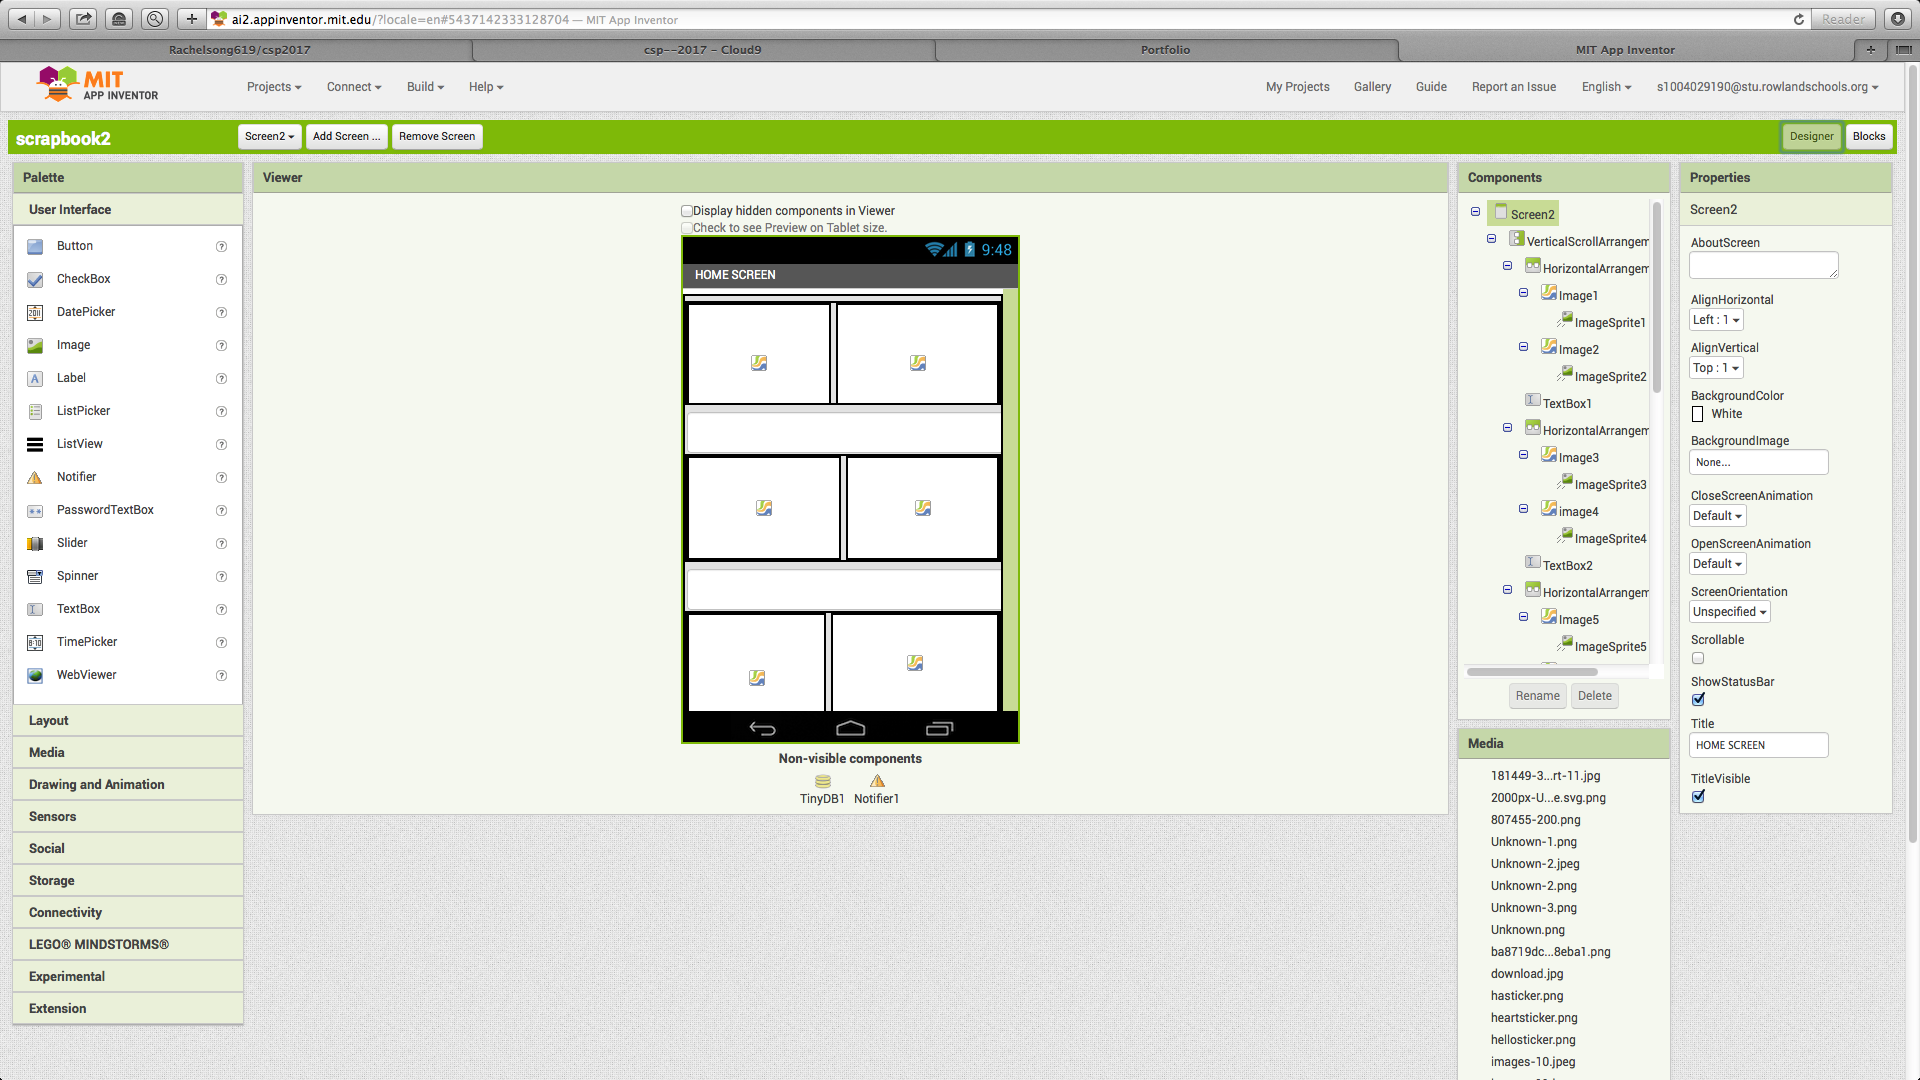 ai2.appinventor.mit.edu/?locale=en#5437142333128704 — MIT App Inventor
Reader
Rachelsong619/csp2017
csp--2017 - Cloud9
Portfolio
MIT App Inventor
MIT
APP INVENTOR
Projects
Connect
Build
Help
My Projects
Gallery
Guide
Report an Issue
English
s1004029190@stu.rowlandschools.org
scrapbook2
Screen2
Add Screen ...
Remove Screen
Designer
Blocks
Palette
User Interface
Button
CheckBox
DatePicker
Image
Label
ListPicker
ListView
Notifier
PasswordTextBox
Slider
Spinner
TextBox
TimePicker
WebViewer
Layout
Media
Drawing and Animation
Sensors
Social
Storage
Connectivity
LEGO® MINDSTORMS®
Experimental
Extension
Viewer
Display hidden components in Viewer
Check to see Preview on Tablet size.
9:48
HOME SCREEN
Non-visible components
TinyDB1
Notifier1
Components
Screen2
VerticalScrollArrangem
HorizontalArrangem
Image1
ImageSprite1
Image2
ImageSprite2
TextBox1
HorizontalArrangem
Image3
ImageSprite3
image4
ImageSprite4
TextBox2
HorizontalArrangem
Image5
ImageSprite5
Rename
Delete
Media
181449-3...rt-11.jpg
2000px-U...e.svg.png
807455-200.png
Unknown-1.png
Unknown-2.jpeg
Unknown-2.png
Unknown-3.png
Unknown.png
ba8719dc...8eba1.png
download.jpg
hasticker.png
heartsticker.png
hellosticker.png
images-10.jpeg
Properties
Screen2
AboutScreen
AlignHorizontal
Left : 1
AlignVertical
Top : 1
BackgroundColor
White
BackgroundImage
None...
CloseScreenAnimation
Default
OpenScreenAnimation
Default
ScreenOrientation
Unspecified
Scrollable
ShowStatusBar
Title
HOME SCREEN
TitleVisible